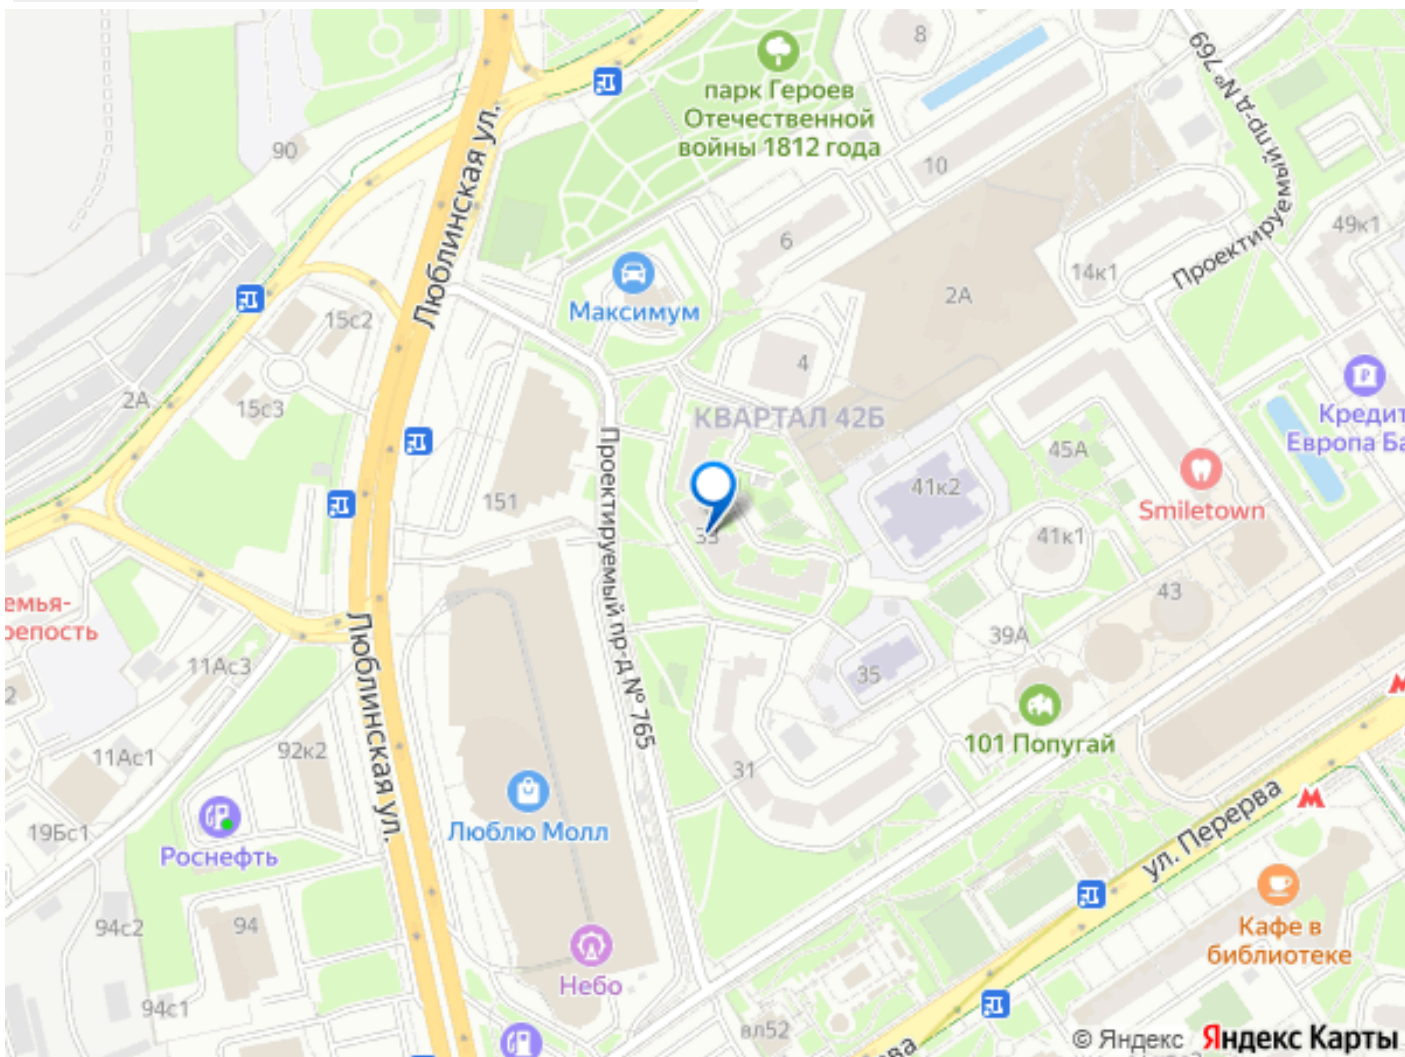 8
парк Героев
Отечественной
войны 1812 года
Проектируемый пр-д № 769
90
Люблинская ул.
10
6
49к1
14к1
2А
Максимум
15с2
4
2А
15с3
КВАРТАЛ 42Б
Кредит
Европа Ба
45А
41к2
Smiletown
151
Проектируемый пр-д № 765
33
41к1
емья-
репость
43
39А
Люблинская ул.
11Ас3
35
2
101 Попугай
11Ас1
92к2
31
ул. Перерва
19Бс1
Роснефть
Люблю Молл
94с2
94
Кафе в
библиотеке
Небо
94с1
вл52
рва
© Яндекс Яндекс Карты